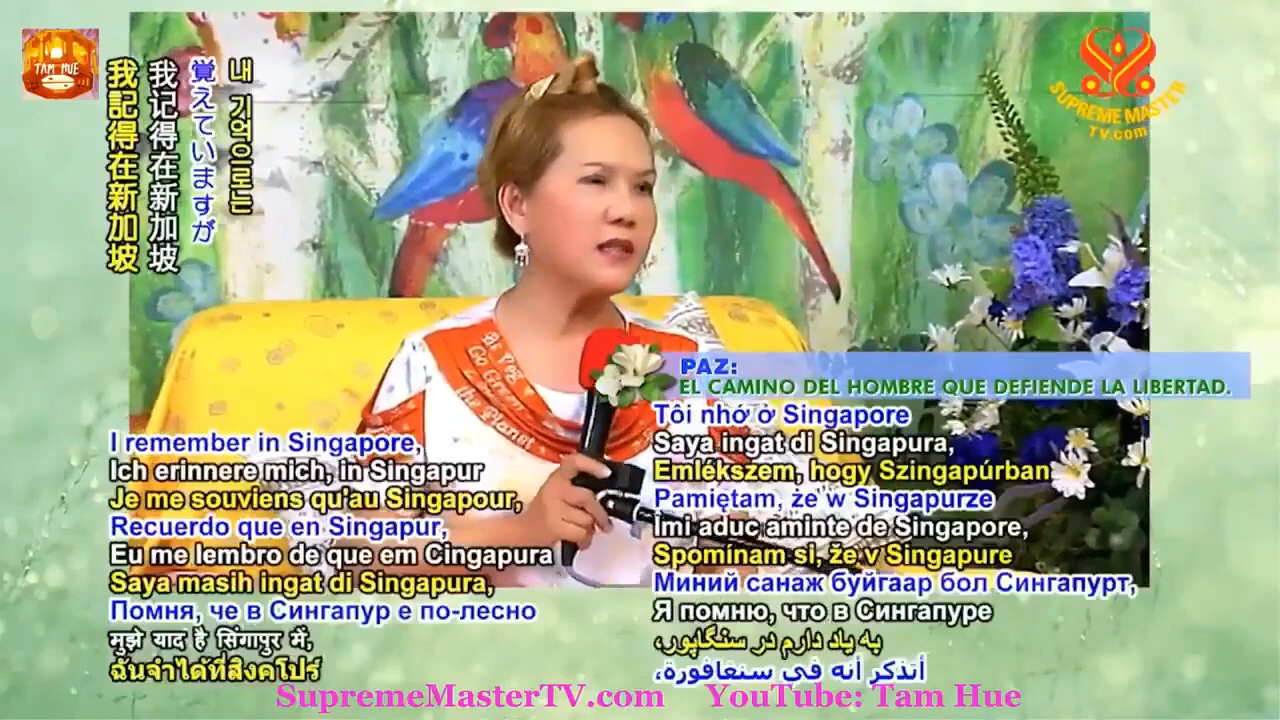 TAM HUE
我記得在新加坡
我记得在新加坡
覚えていますが
내 기억으로는
SUPREME MASTER
TV.com
Be Veg
Go Green
The Planet
PAZ:
EL CAMINO DEL HOMBRE QUE DEFIENDE LA LIBERTAD.
I remember in Singapore,
Ich erinnere mich, in Singapur
Je me souviens qu'au Singapour,
Recuerdo que en Singapur,
Eu me lembro de que em Cingapura
Saya masih ingat di Singapura,
Помня, че в Сингапур е по-лесно
मुझे याद है सिंगापुर में,
ฉันจำได้ที่สิงคโปร์
Tôi nhớ ở Singapore
Saya ingat di Singapura,
Emlékszem, hogy Szingapúrban
Pamiętam, że w Singapurze
Îmi aduc aminte de Singapore,
Spomínam si, že v Singapure
Миний санаж буйгаар бол Сингапурт,
Я помню, что в Сингапуре
به یاد دارم در سنگاپور،
أتذكر أنه في سنغافورة،
SupremeMasterTV.com YouTube: Tam Hue